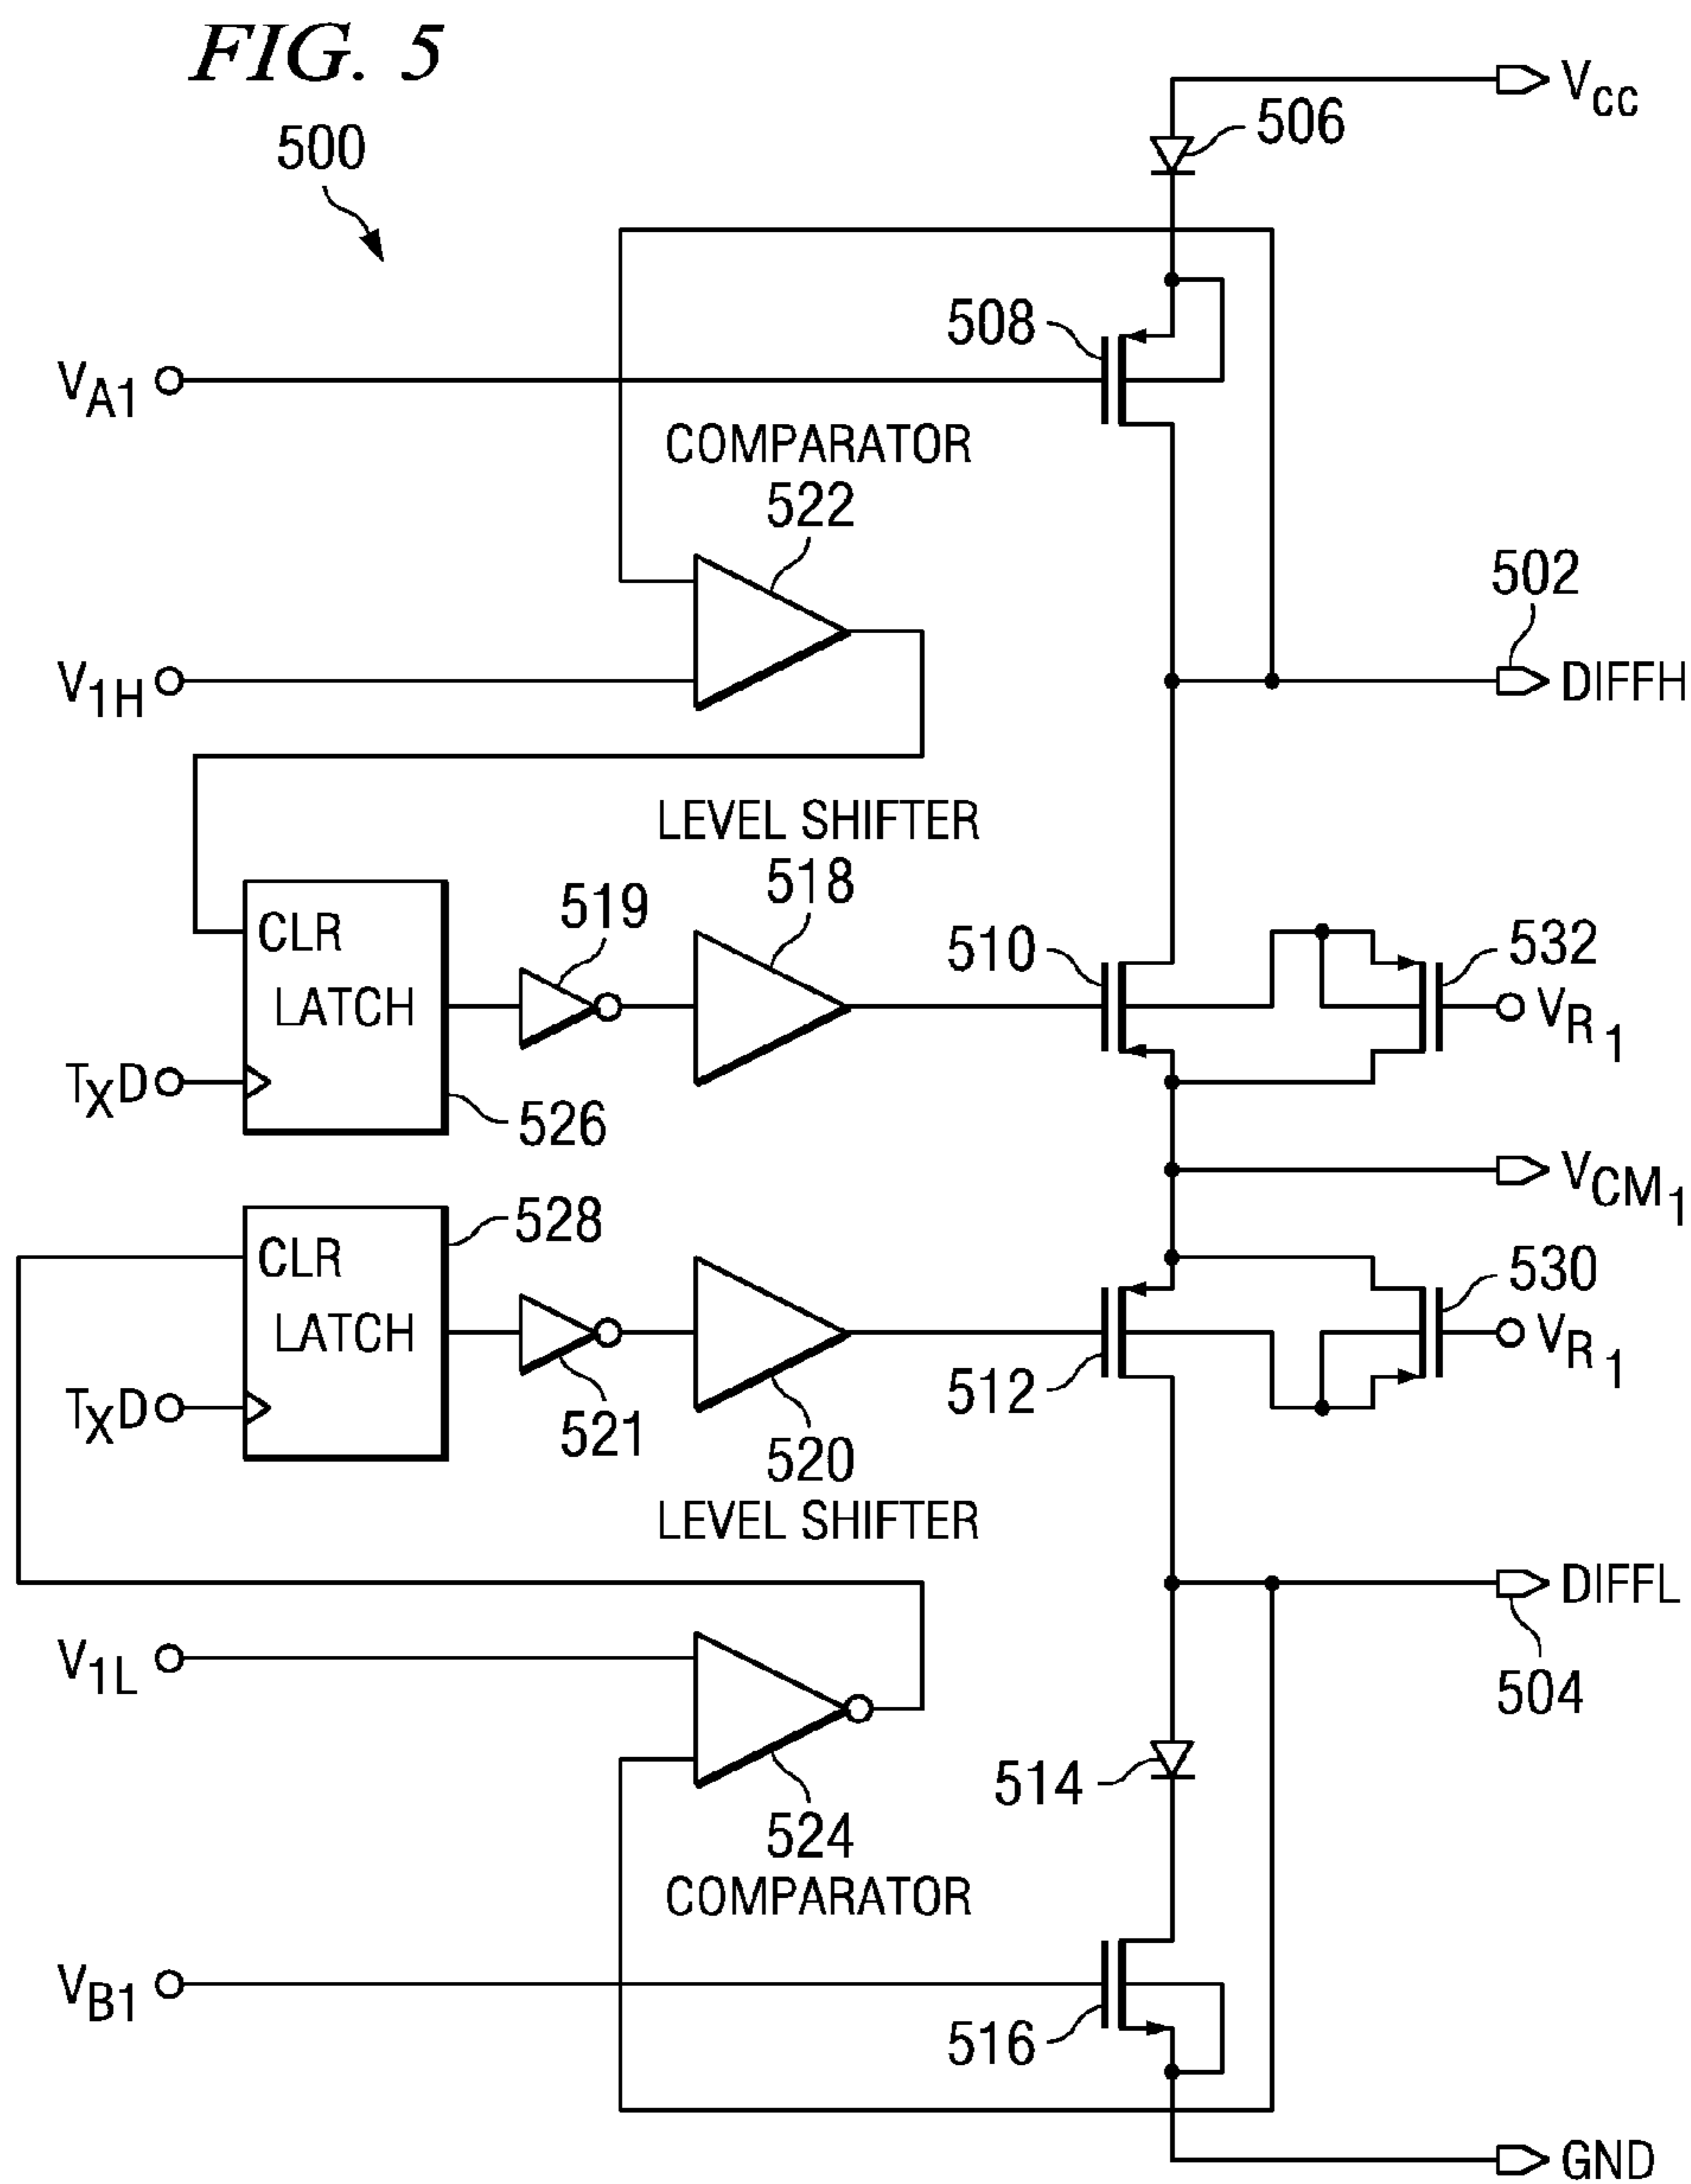 FIG. 5
500
VCC
506
508
VA1
COMPARATOR
522
502
V1H
DIFFH
LEVEL SHIFTER
518
519
510
532
CLR
LATCH
VR1
TXD
526
VCM1
528
CLR
530
LATCH
VR1
512
TXD
521
520
LEVEL SHIFTER
DIFFL
V1L
504
514
524
COMPARATOR
VB1
516
GND